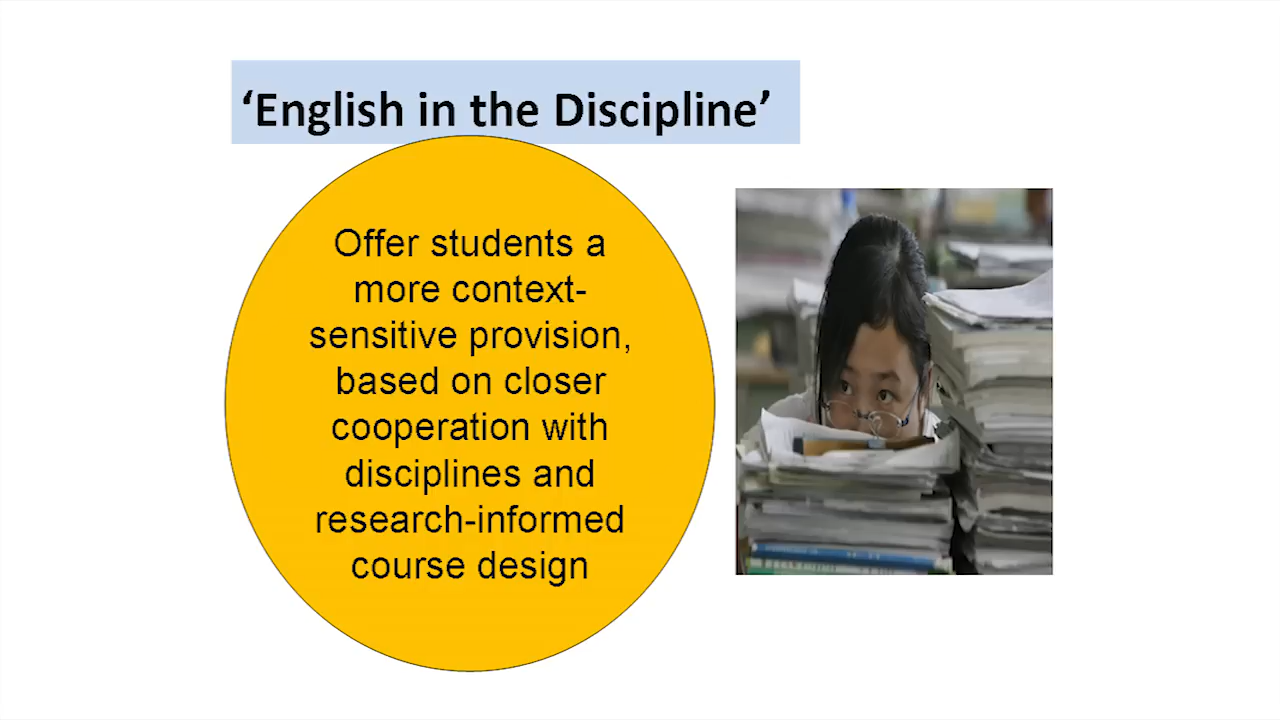 ‘English in the Discipline’
Offer students a
more context-
sensitive provision,
based on closer
cooperation with
disciplines and
research-informed
course design